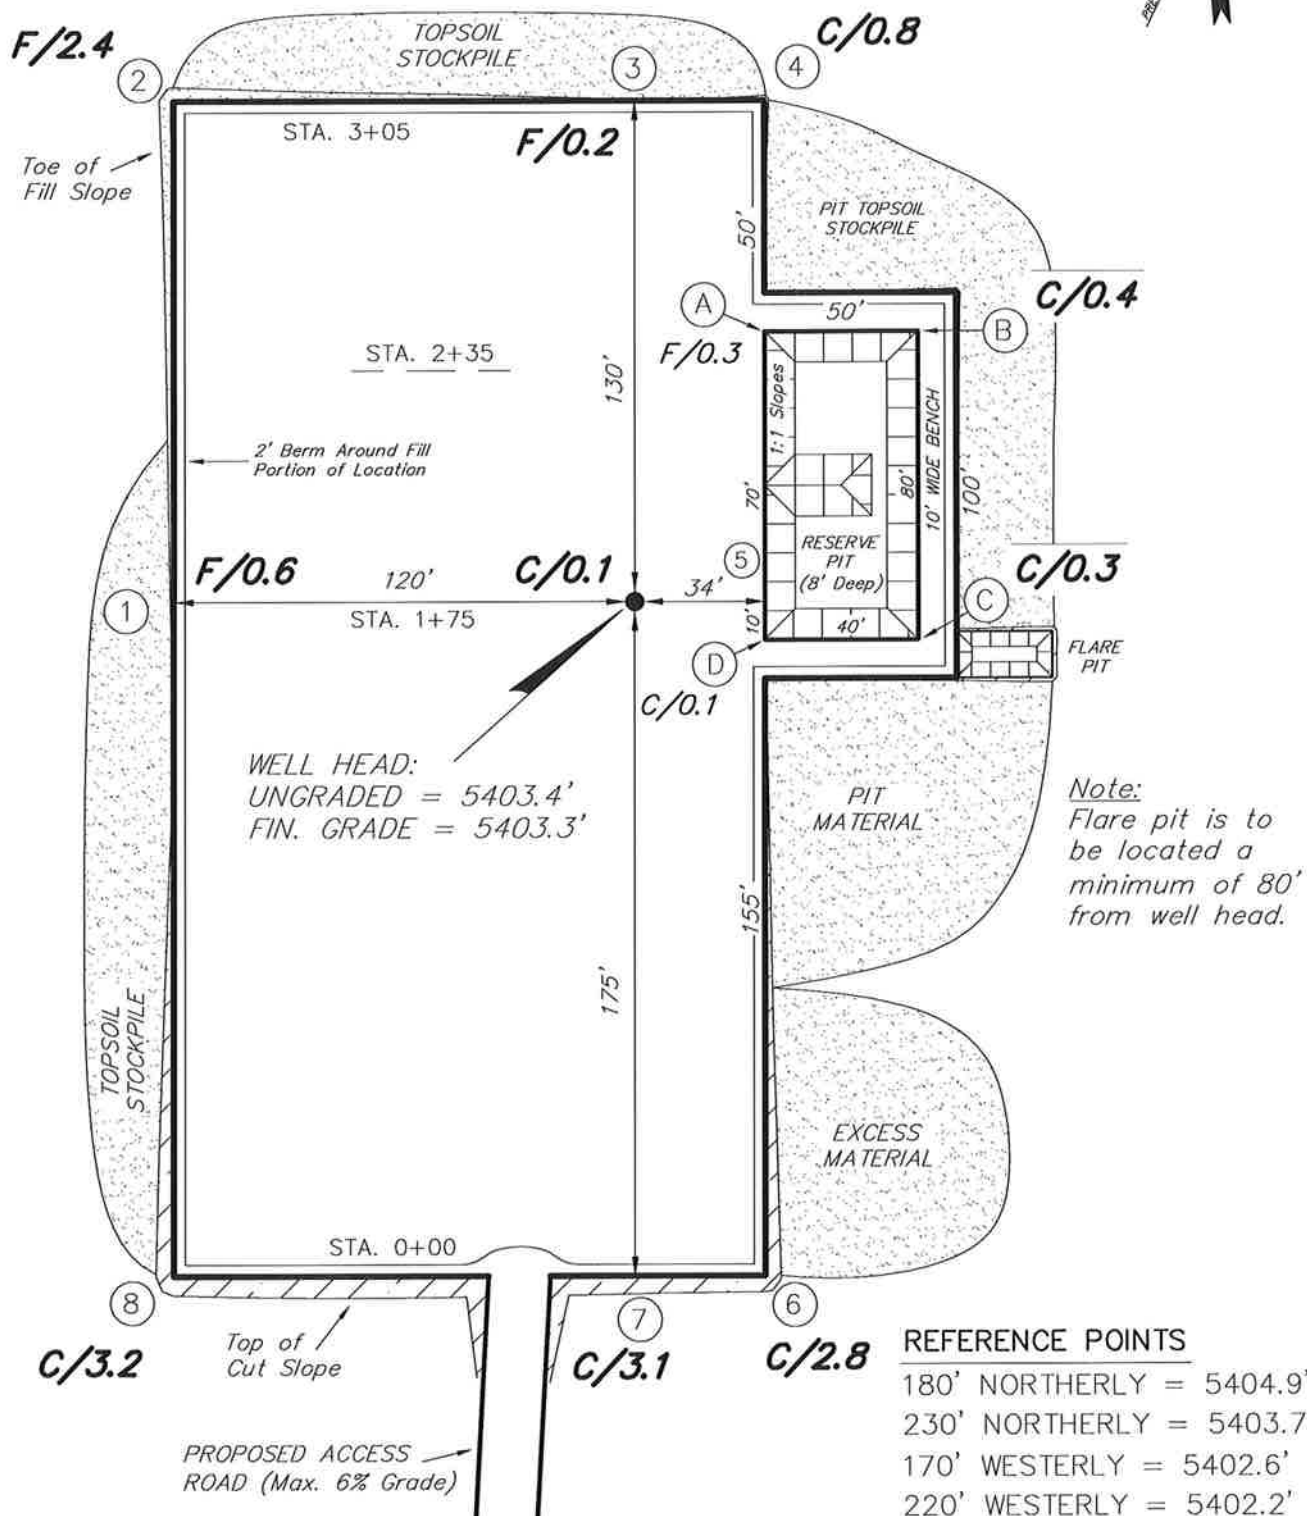 F/2.4
TOPSOIL
STOCKPILE
C/0.8
2
3
4
STA. 3+05
F/0.2
Toe of
Fill Slope
50'
PIT TOPSOIL
STOCKPILE
C/0.4
A
50'
B
F/0.3
STA. 2+35
130'
1:1 Slopes
2' Berm Around Fill
Portion of Location
70'
80'
10' WIDE BENCH
100'
RESERVE
PIT
(8' Deep)
5
C/0.3
F/0.6
120'
C/0.1
34'
1
STA. 1+75
10'
40'
C
D
FLARE
PIT
C/0.1
WELL HEAD:
UNGRADED = 5403.4'
FIN. GRADE = 5403.3'
PIT
MATERIAL
Note:
Flare pit is to
be located a
minimum of 80'
from well head.
155'
175'
TOPSOIL
STOCKPILE
EXCESS
MATERIAL
STA. 0+00
8
7
6
C/3.2
Top of
Cut Slope
C/3.1
C/2.8
PROPOSED ACCESS
ROAD (Max. 6% Grade)
REFERENCE POINTS
180' NORTHERLY = 5404.9'
230' NORTHERLY = 5403.7
170' WESTERLY = 5402.6'
220' WESTERLY = 5402.2'